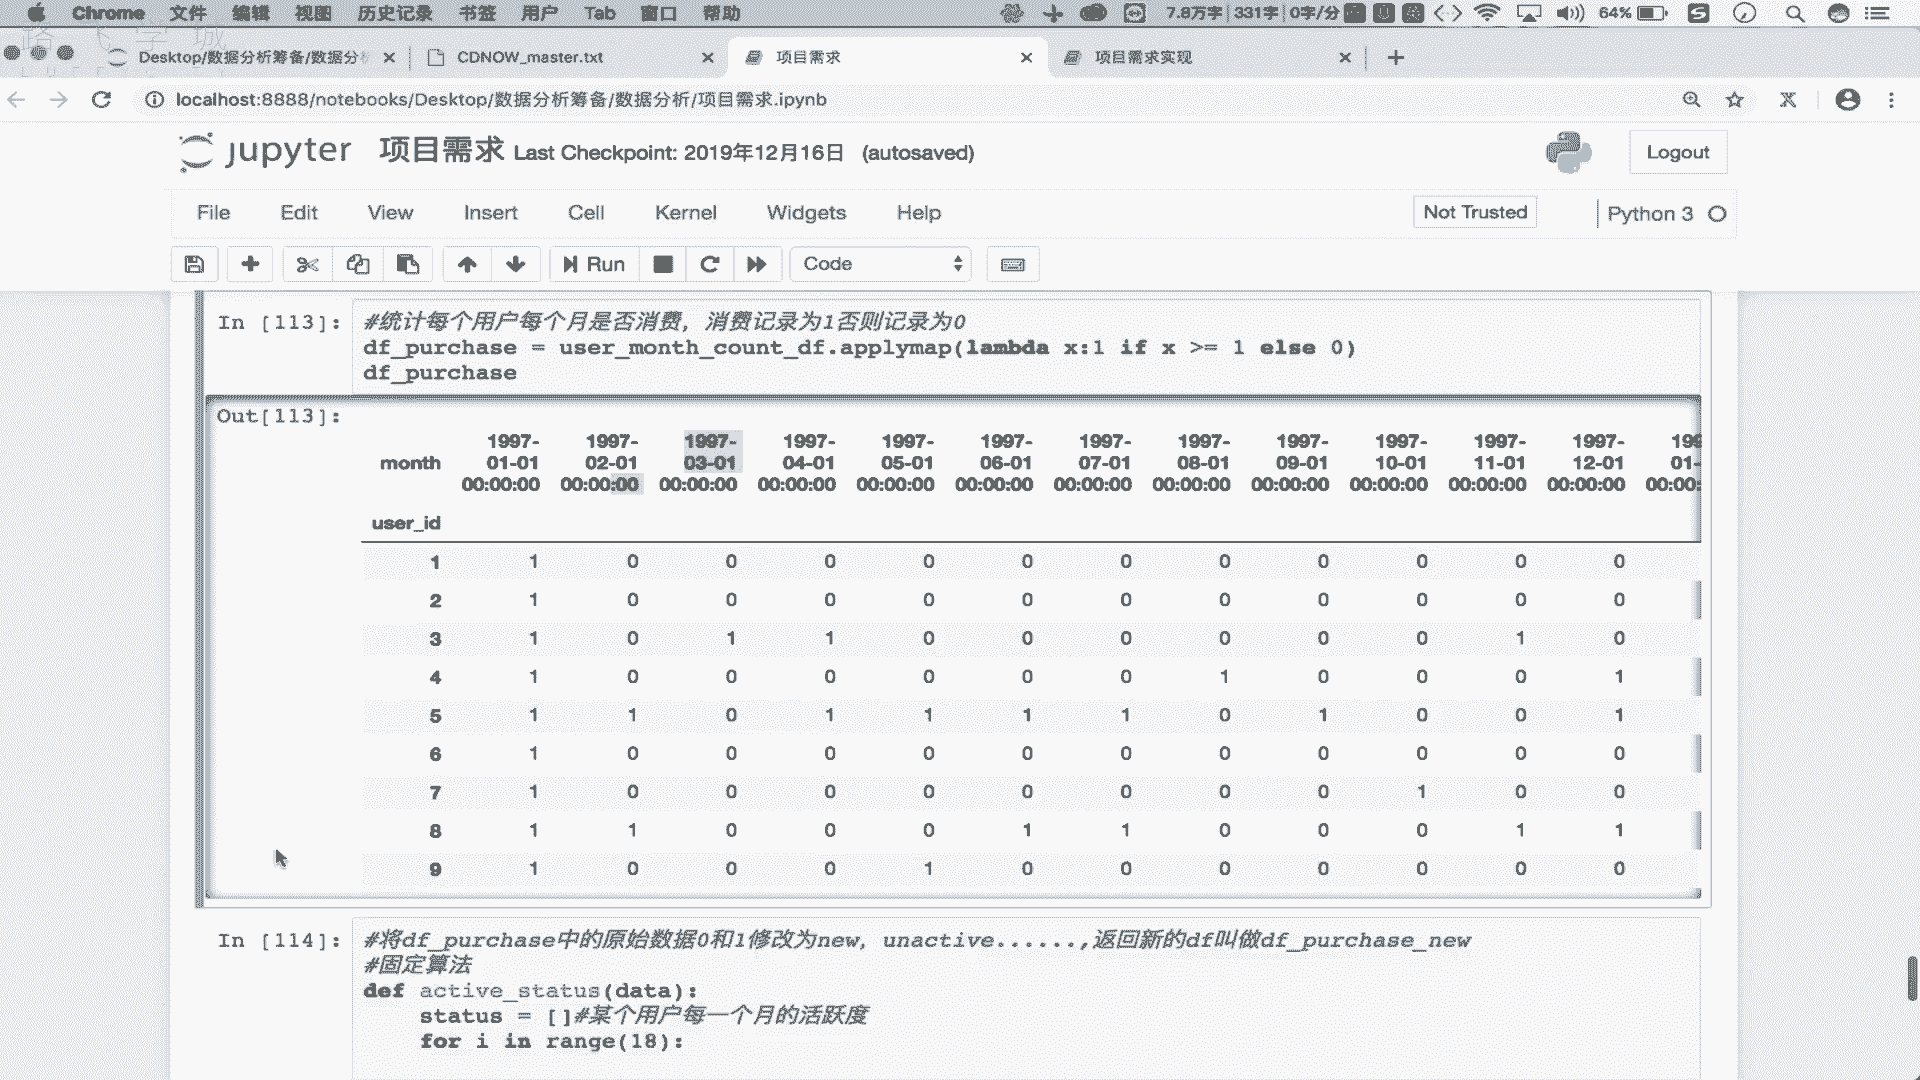 Chrome 文件 编辑 视图 历史记录 书签 用户 Tab 窗口 帮助 7.8万字 331字 0字/分 64%
Desktop/数据分析筹备/数据分 CDNOW_master.txt 项目需求 项目需求实现
localhost:8888/notebooks/Desktop/数据分析筹备/数据分析/项目需求.ipynb
jupyter 项目需求 Last Checkpoint: 2019年12月16日 (autosaved) Logout
File Edit View Insert Cell Kernel Widgets Help Not Trusted Python 3
Run Code
In [113]: #统计每个用户每个月是否消费, 消费记录为1否则记录为0
df_purchase = user_month_count_df.applymap(lambda x:1 if x >= 1 else 0)
df_purchase
Out[113]:
1997- 1997- 1997- 1997- 1997- 1997- 1997- 1997- 1997- 1997- 1997- 1997- 199
month 01-01 02-01 03-01 04-01 05-01 06-01 07-01 08-01 09-01 10-01 11-01 12-01 01-
00:00:00 00:00:00 00:00:00 00:00:00 00:00:00 00:00:00 00:00:00 00:00:00 00:00:00 00:00:00 00:00:00 00:00:00 00:00:
user_id
1 1 0 0 0 0 0 0 0 0 0 0 0
2 1 0 0 0 0 0 0 0 0 0 0 0
3 1 0 1 1 0 0 0 0 0 0 1 0
4 1 0 0 0 0 0 0 1 0 0 0 1
5 1 1 0 1 1 1 1 0 1 0 0 1
6 1 0 0 0 0 0 0 0 0 0 0 0
7 1 0 0 0 0 0 0 0 0 1 0 0
8 1 1 0 0 0 1 1 0 0 0 1 1
9 1 0 0 0 1 0 0 0 0 0 0 0
In [114]: #将df_purchase中的原始数据0和1修改为new, unactive......,返回新的df叫做df_purchase_new
#固定算法
def active_status(data):
status = []#某个用户每一个月的活跃度
for i in range(18):